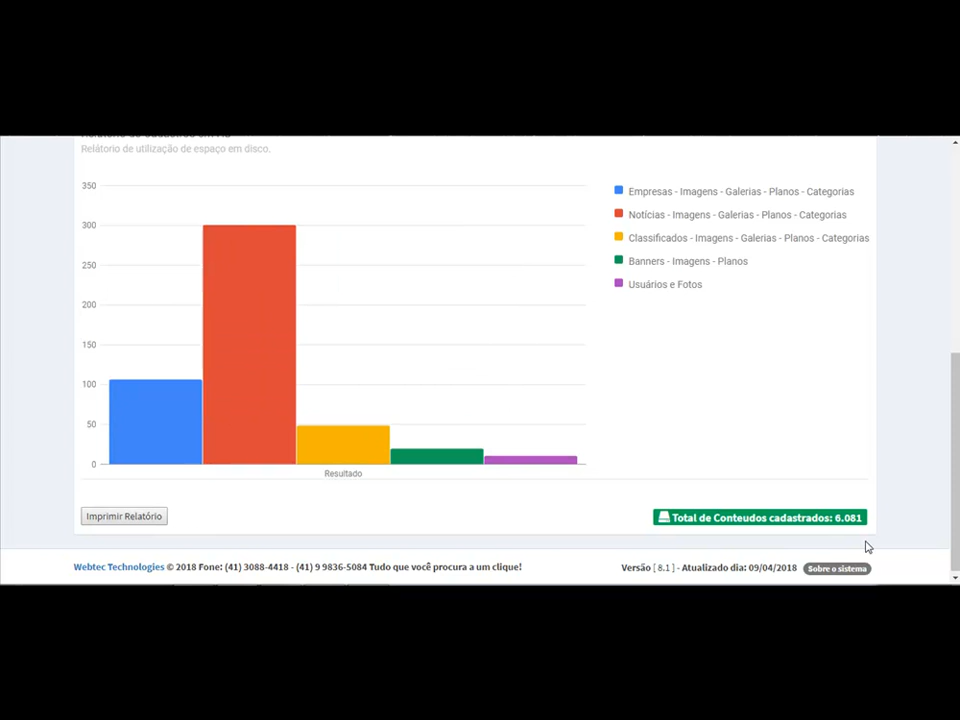 Relátorio de utilização de espaço em disco.
350
300
250
200
150
100
50
0
Resultado
Empresas - Imagens - Galerias - Planos - Categorias
Notícias - Imagens - Galerias - Planos - Categorias
Classificados - Imagens - Galerias - Planos - Categorias
Banners - Imagens - Planos
Usuários e Fotos
Imprimir Relatório
Total de Conteudos cadastrados: 6.081
Webtec Technologies © 2018 Fone: (41) 3088-4418 - (41) 9 9836-5084 Tudo que você procura a um clique!
Versão [ 8.1 ] - Atualizado dia: 09/04/2018
Sobre o sistema